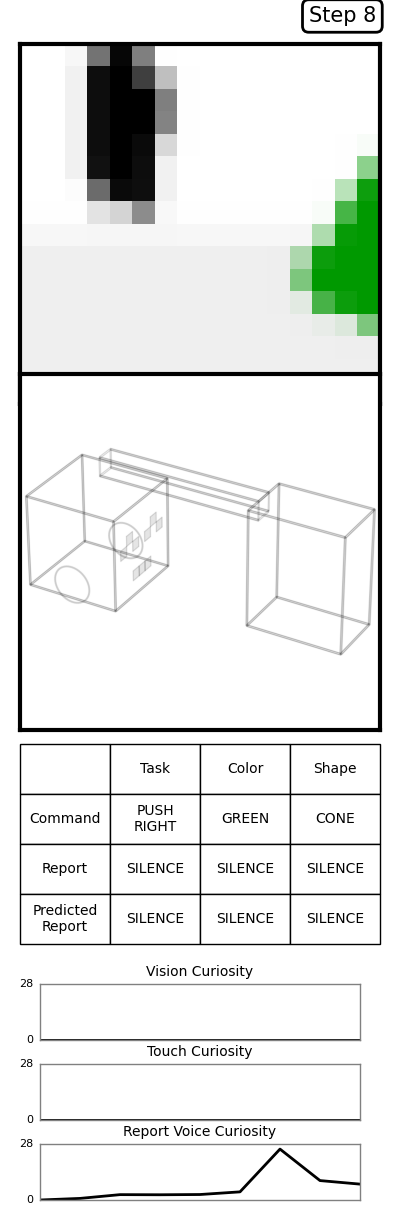 Step 8
Task Color Shape
Command PUSH RIGHT GREEN CONE
Report SILENCE SILENCE SILENCE
Predicted Report SILENCE SILENCE SILENCE
Vision Curiosity
28
0
Touch Curiosity
28
0
Report Voice Curiosity
28
0